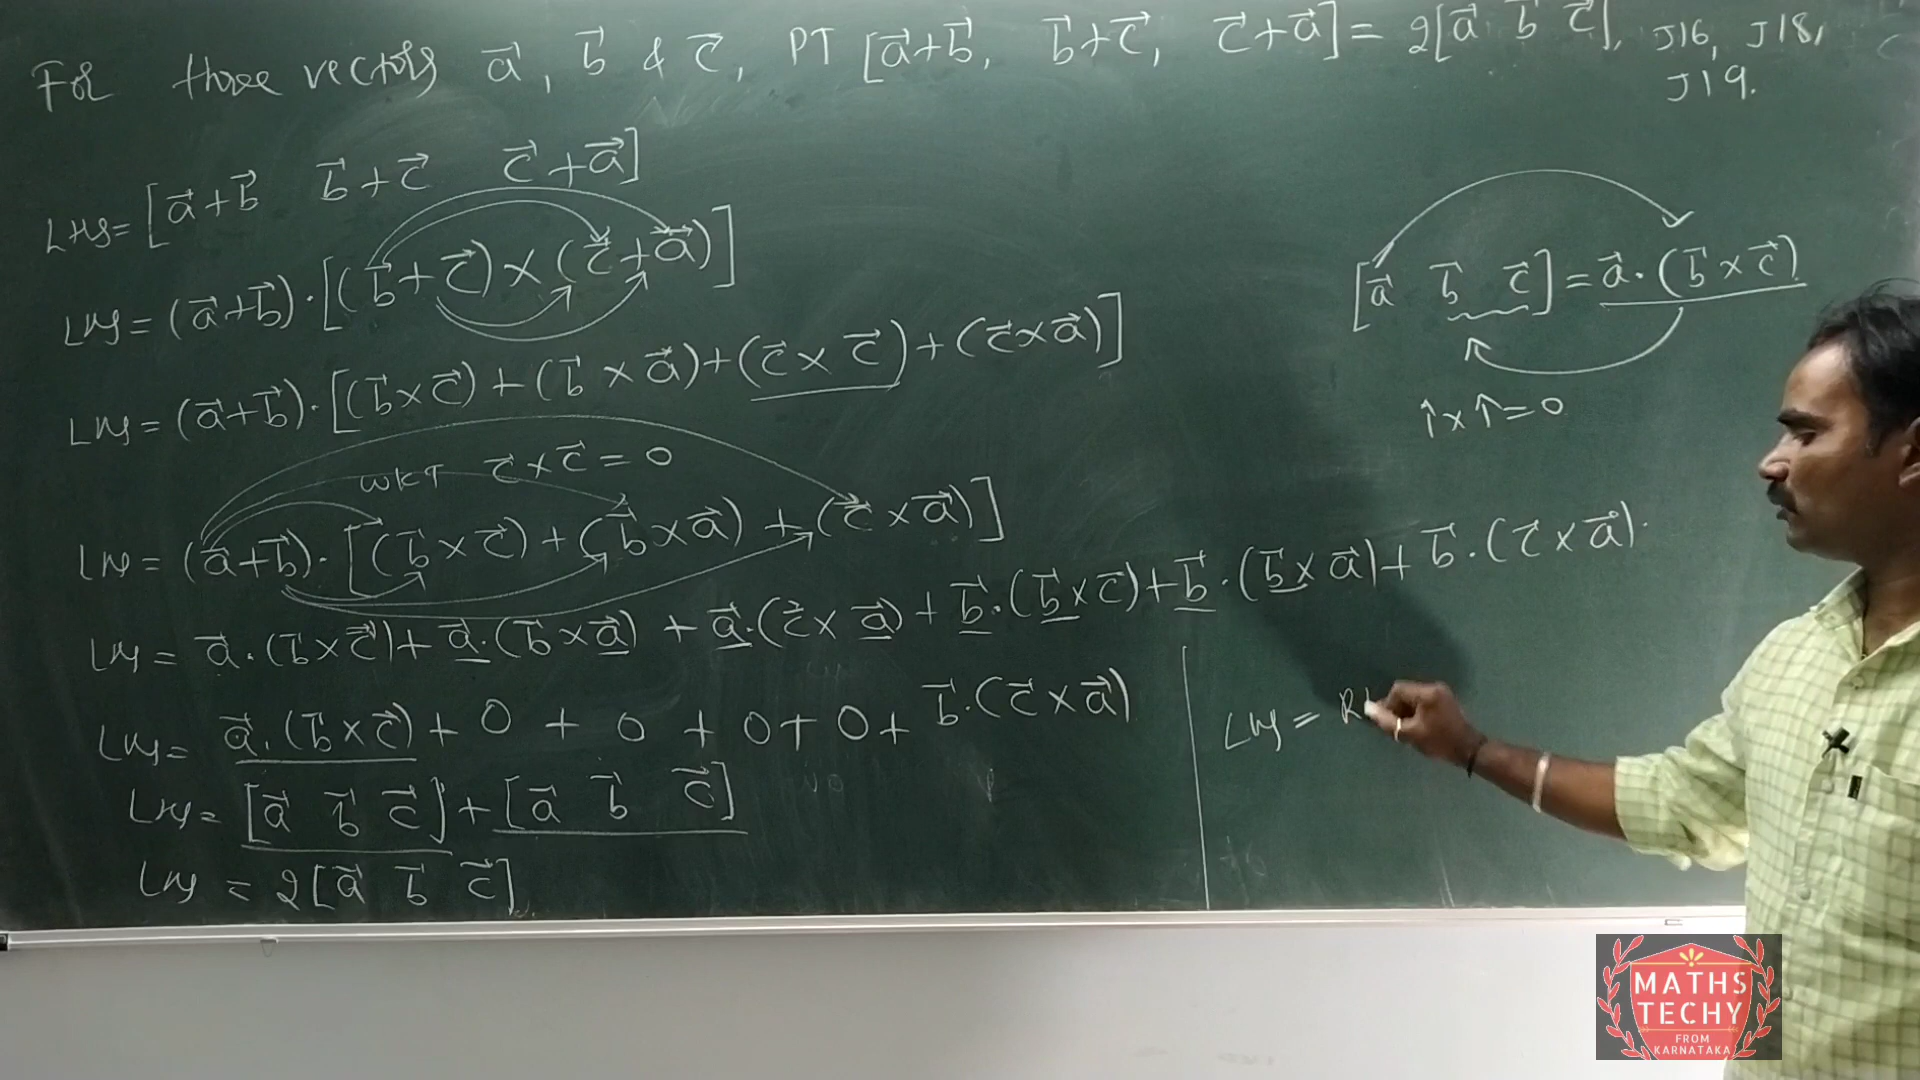 For three vectors a⃗, b⃗ & c⃗, PT [a⃗+b⃗, b⃗+c⃗, c⃗+a⃗] = 2[a⃗ b⃗ c⃗], J16, J18,
J19.
LHS = [a⃗+b⃗ b⃗+c⃗ c⃗+a⃗]
LHS = (a⃗+b⃗)·[(b⃗+c⃗)×(c⃗+a⃗)]
[a⃗ b⃗ c⃗] = a⃗·(b⃗×c⃗)
LHS = (a⃗+b⃗)·[(b⃗×c⃗)+(b⃗×a⃗)+(c⃗×c⃗)+(c⃗×a⃗)]
↑×↑=0
WKT c⃗×c⃗=0
LHS = (a⃗+b⃗)·[(b⃗×c⃗)+(b⃗×a⃗)+(c⃗×a⃗)]
LHS = a⃗·(b⃗×c⃗)+a⃗·(b⃗×a⃗)+a⃗·(c⃗×a⃗)+b⃗·(b⃗×c⃗)+b⃗·(b⃗×a⃗)+b⃗·(c⃗×a⃗).
LHS = a⃗·(b⃗×c⃗)+0+0+0+0+b⃗·(c⃗×a⃗)
LHS = R
LHS = [a⃗ b⃗ c⃗]+[a⃗ b⃗ c⃗]
LHS = 2[a⃗ b⃗ c⃗]
MATHS
TECHY
FROM
KARNATAKA